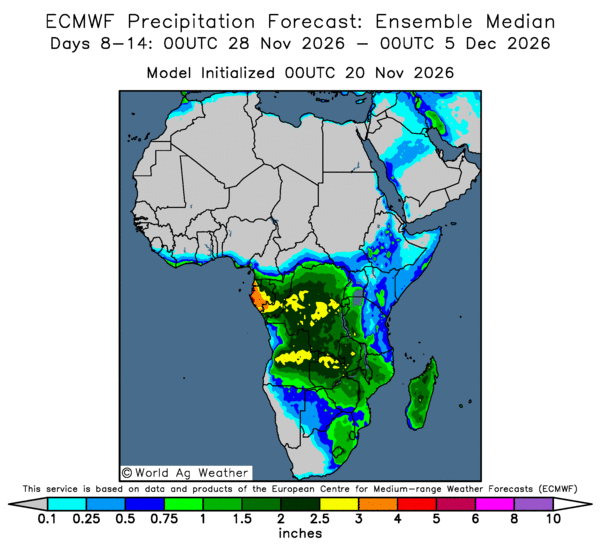 ECMWF Precipitation Forecast: Ensemble Median
Days 8–14: 00UTC 28 Nov 2026 – 00UTC 5 Dec 2026
Model Initialized 00UTC 20 Nov 2026
© World Ag Weather
This service is based on data and products of the European Centre for Medium-range Weather Forecasts (ECMWF)
0.1 0.25 0.5 0.75 1 1.5 2 2.5 3 4 5 6 8 10
inches